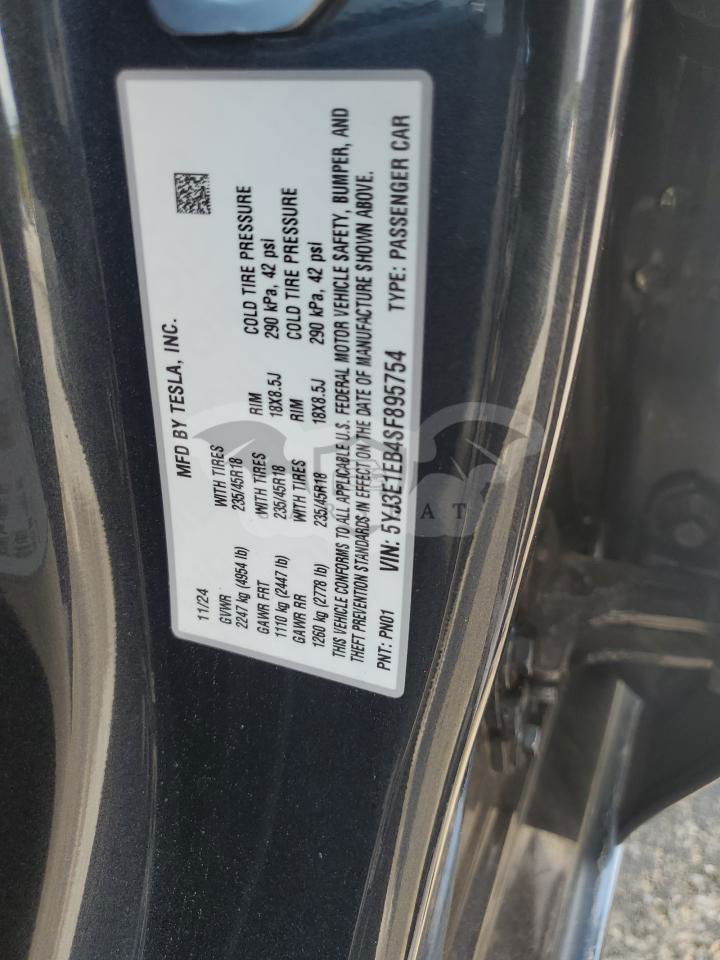 MFD BY TESLA, INC.
11/24
GVWR WITH TIRES RIM COLD TIRE PRESSURE
2247 kg (4954 lb) 235/45R18 18X8.5J 290 kPa, 42 psi
GAWR FRT WITH TIRES RIM COLD TIRE PRESSURE
1110 kg (2447 lb) 235/45R18 18X8.5J 290 kPa, 42 psi
GAWR RR
1260 kg (2778 lb) 235/45R18
THIS VEHICLE CONFORMS TO ALL APPLICABLE U.S. FEDERAL MOTOR VEHICLE SAFETY, BUMPER, AND
THEFT PREVENTION STANDARDS IN EFFECT ON THE DATE OF MANUFACTURE SHOWN ABOVE.
PNT: PN01 VIN: 5YJ3E1EB4SF895754 TYPE: PASSENGER CAR